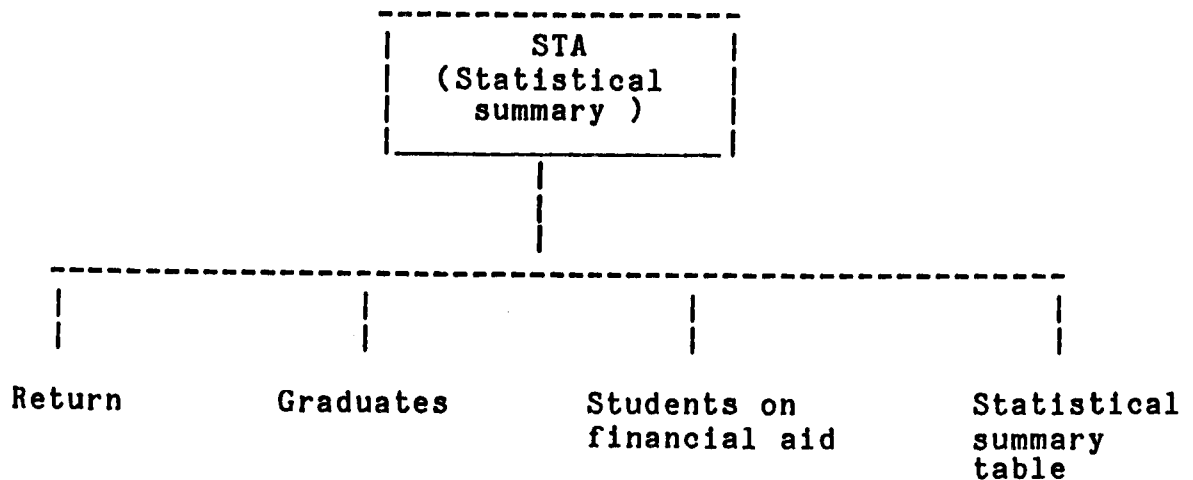 STA
(Statistical
summary )
Return
Graduates
Students on
financial aid
Statistical
summary
table